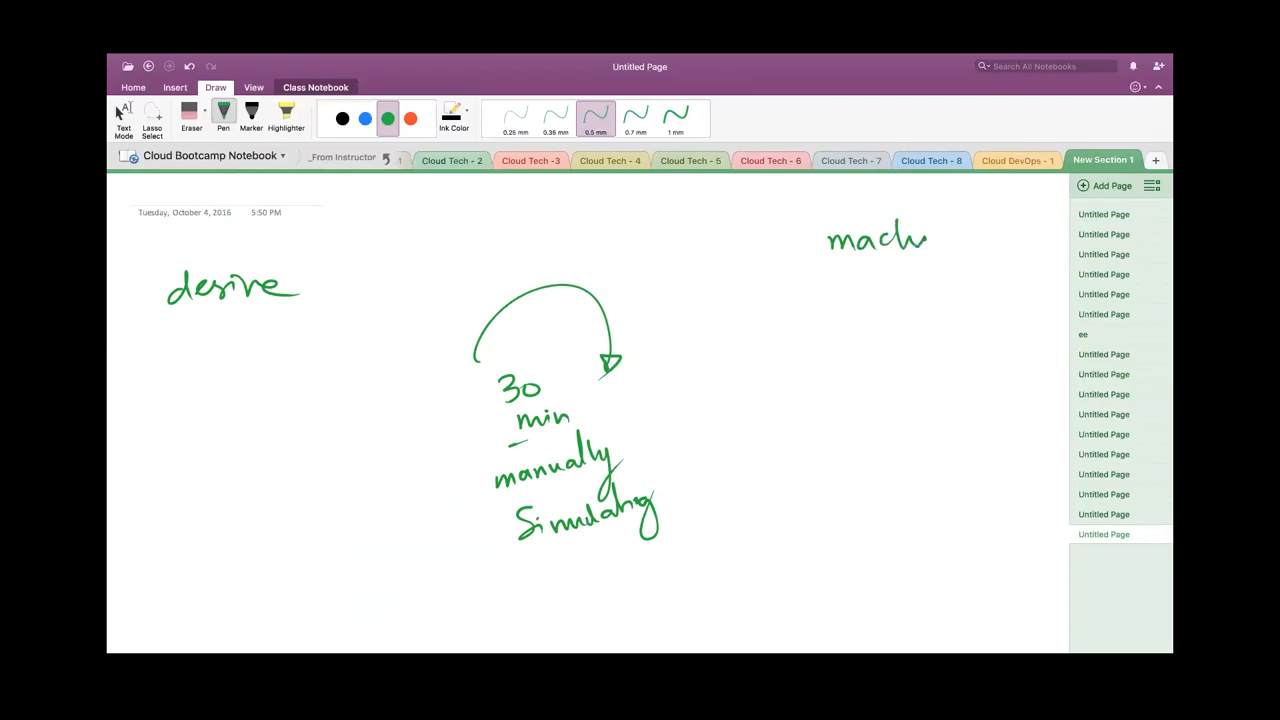 Untitled Page
Search All Notebooks
Home Insert Draw View Class Notebook
Text Mode
Lasso Select
Eraser
Pen
Marker
Highlighter
Ink Color
0.25 mm
0.35 mm
0.5 mm
0.7 mm
1 mm
Cloud Bootcamp Notebook
_From Instructor 1 Cloud Tech - 2 Cloud Tech -3 Cloud Tech - 4 Cloud Tech - 5 Cloud Tech - 6 Cloud Tech - 7 Cloud Tech - 8 Cloud DevOps - 1 New Section 1
Add Page
Tuesday, October 4, 2016 5:50 PM
desire
30
min
manually
Untitled Page
Untitled Page
Untitled Page
Untitled Page
Untitled Page
Untitled Page
ee
Untitled Page
Untitled Page
Untitled Page
Untitled Page
Untitled Page
Untitled Page
Untitled Page
Untitled Page
Untitled Page
Untitled Page